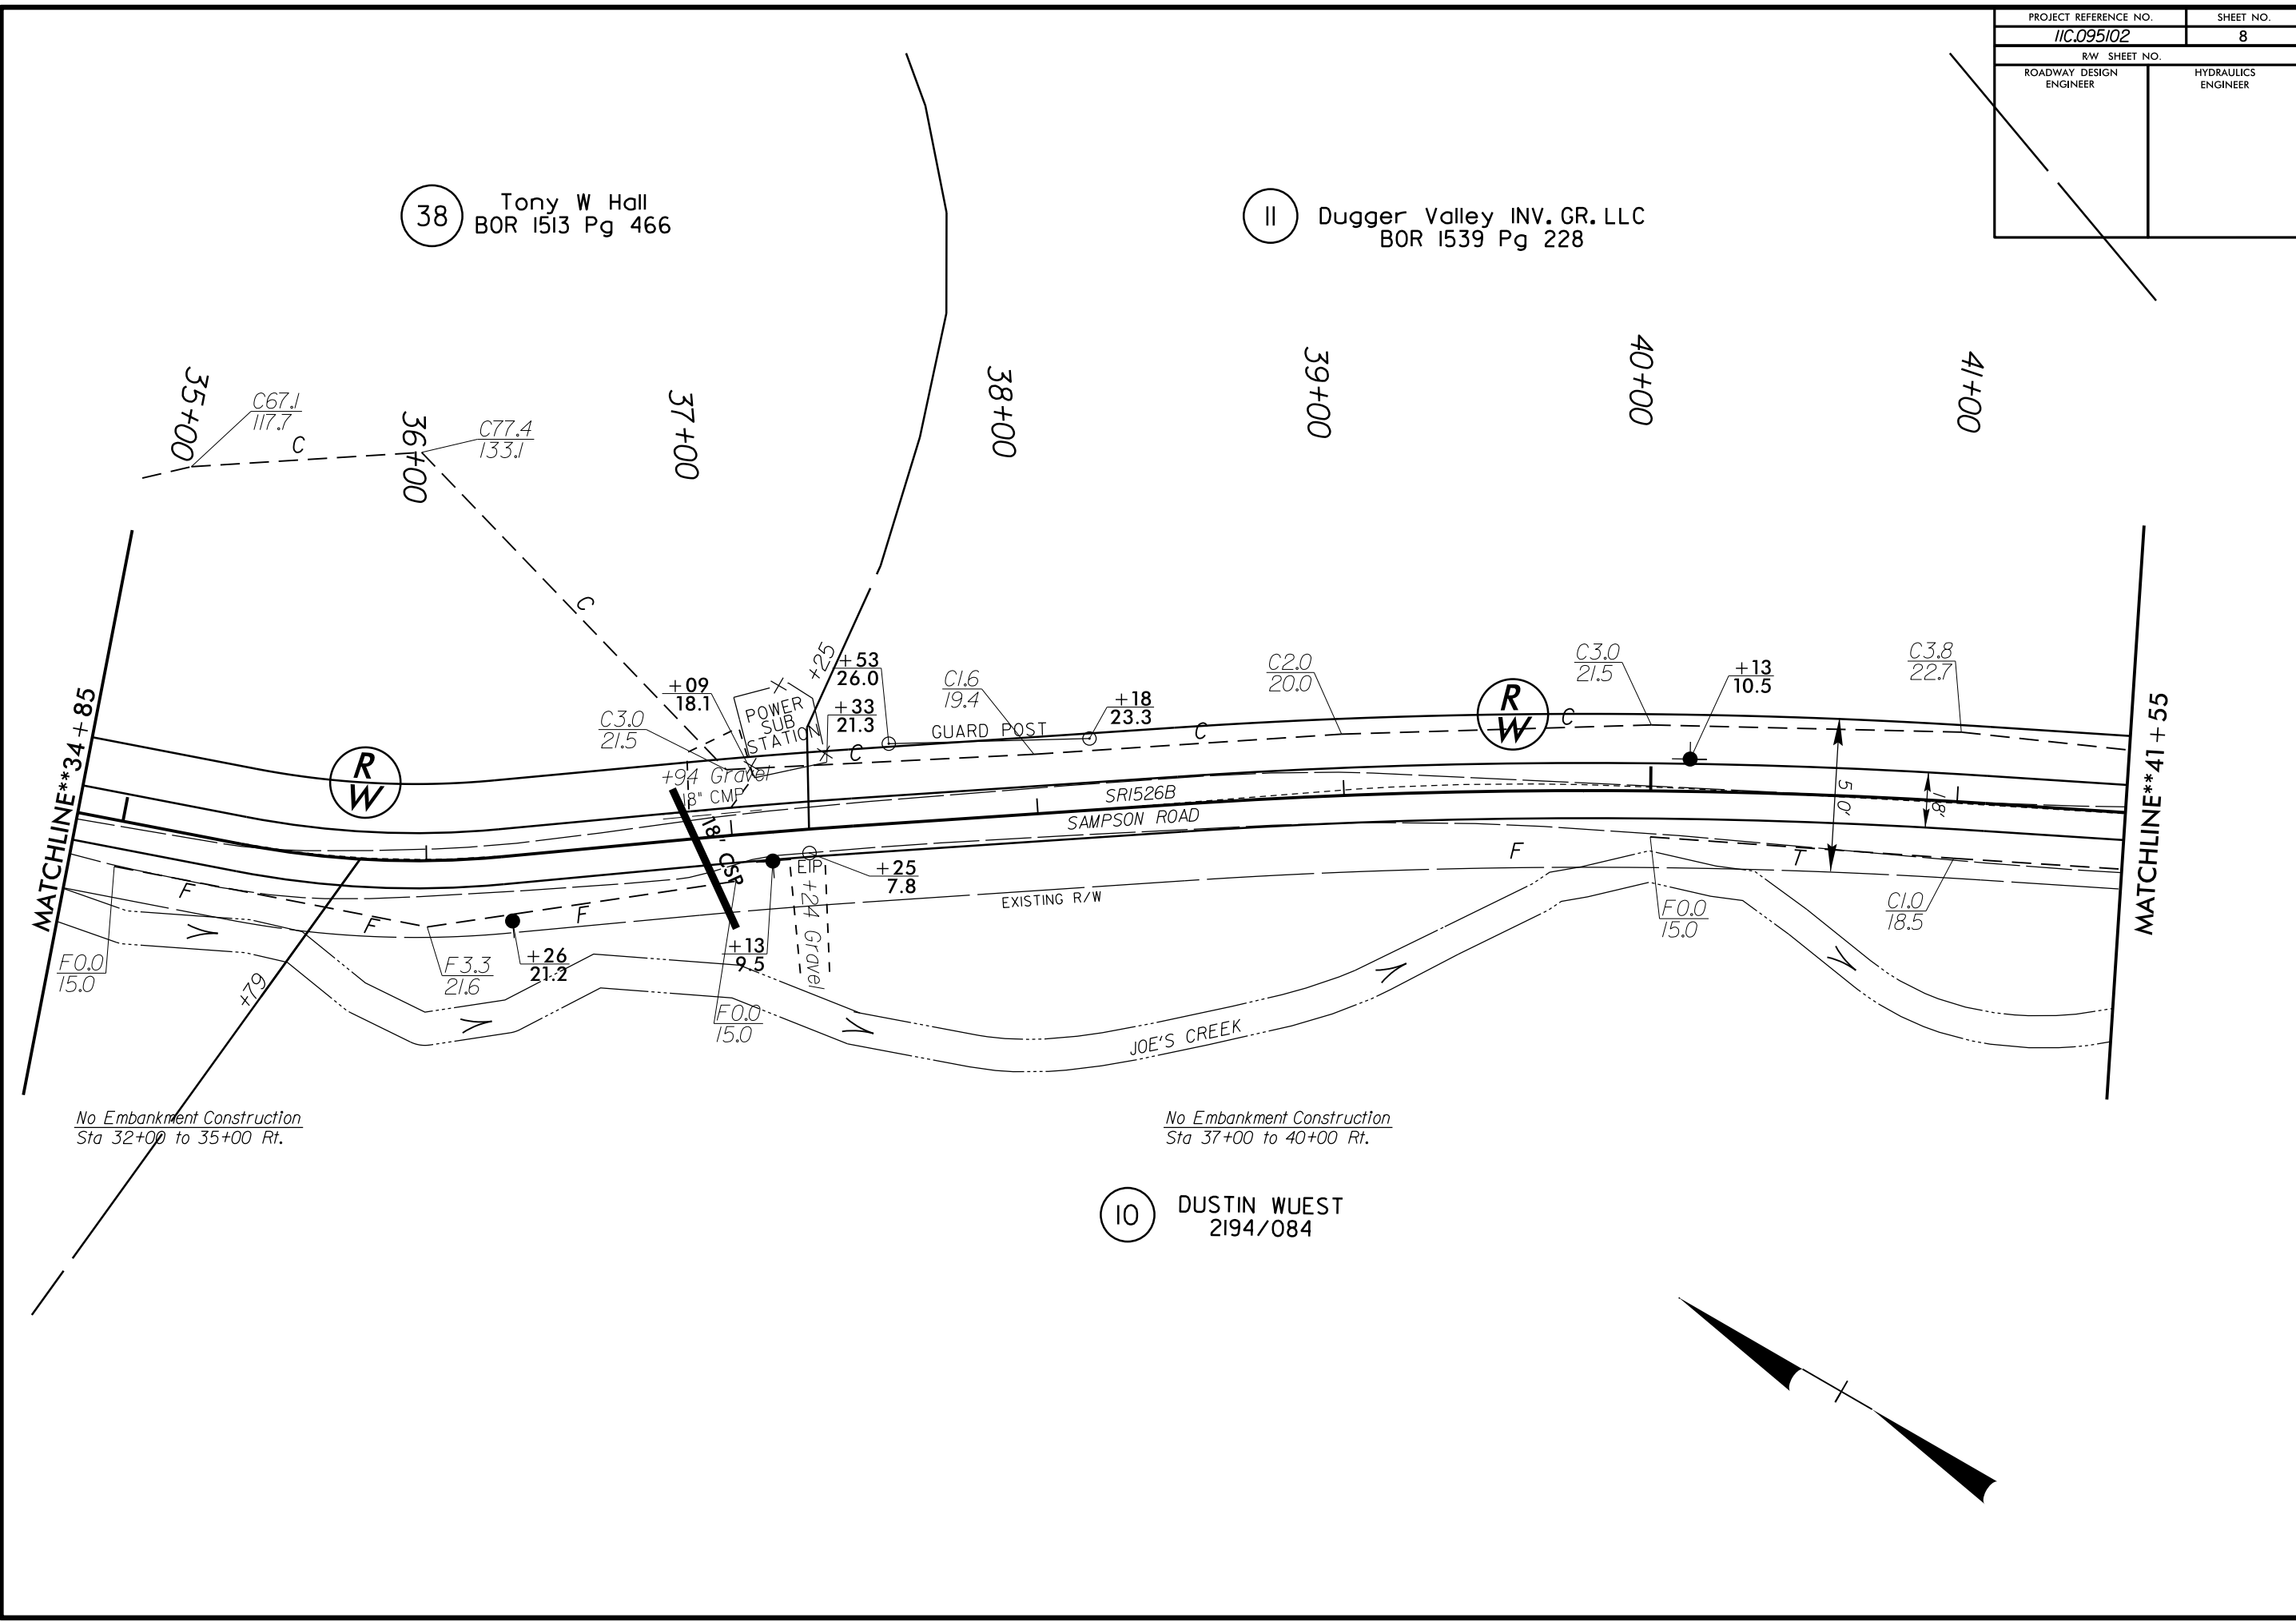 PROJECT REFERENCE NO.
SHEET NO.
11C.095102
8
R/W SHEET NO.
ROADWAY DESIGN
ENGINEER
HYDRAULICS
ENGINEER
38
Tony W Hall
BOR 1513 Pg 466
11
Dugger Valley INV. GR. LLC
BOR 1539 Pg 228
35+00
36+00
37+00
38+00
39+00
40+00
41+00
C67.1
117.7
C
C77.4
133.1
C
MATCHLINE**34+85
R
W
C3.0
21.5
+09
18.1
POWER
SUB
STATION
X
X
+25
+53
26.0
+33
21.3
C
+94 Gravel
18" CMP
18" CSP
C1.6
19.4
GUARD POST
+18
23.3
C
C2.0
20.0
R
W
C
C3.0
21.5
+13
10.5
C3.8
22.7
MATCHLINE**41+55
SR1526B
SAMPSON ROAD
51.0'
18'
F
F
F
F
T
EIP
+24 Gravel
+25
7.8
EXISTING R/W
F0.0
15.0
+79
F3.3
21.6
+26
21.2
+13
9.5
F0.0
15.0
F0.0
15.0
C1.0
18.5
JOE'S CREEK
No Embankment Construction
Sta 32+00 to 35+00 Rt.
No Embankment Construction
Sta 37+00 to 40+00 Rt.
10
DUSTIN WUEST
2194/084